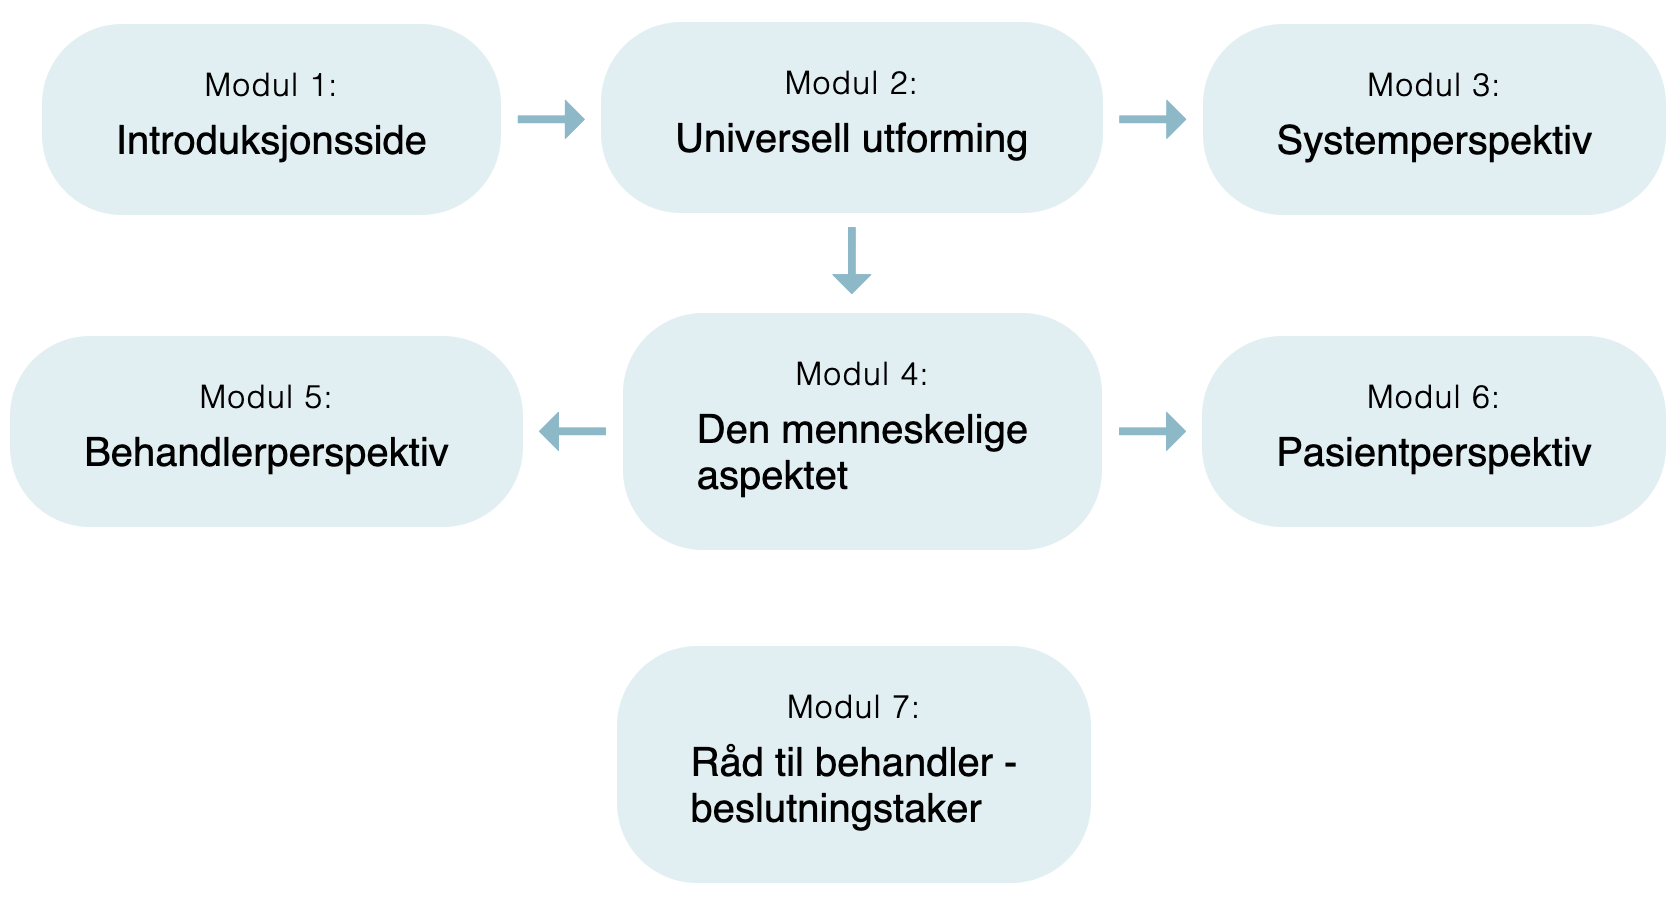 Modul 1:
Introduksjonsside
Modul 2:
Universell utforming
Modul 3:
Systemperspektiv
Modul 5:
Behandlerperspektiv
Modul 4:
Den menneskelige
aspektet
Modul 6:
Pasientperspektiv
Modul 7:
Råd til behandler -
beslutningstaker